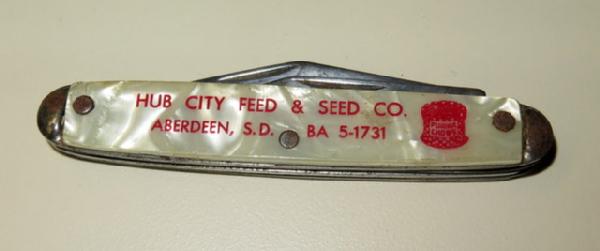 HUB CITY FEED & SEED CO.
ABERDEEN, S.D. BA 5-1731